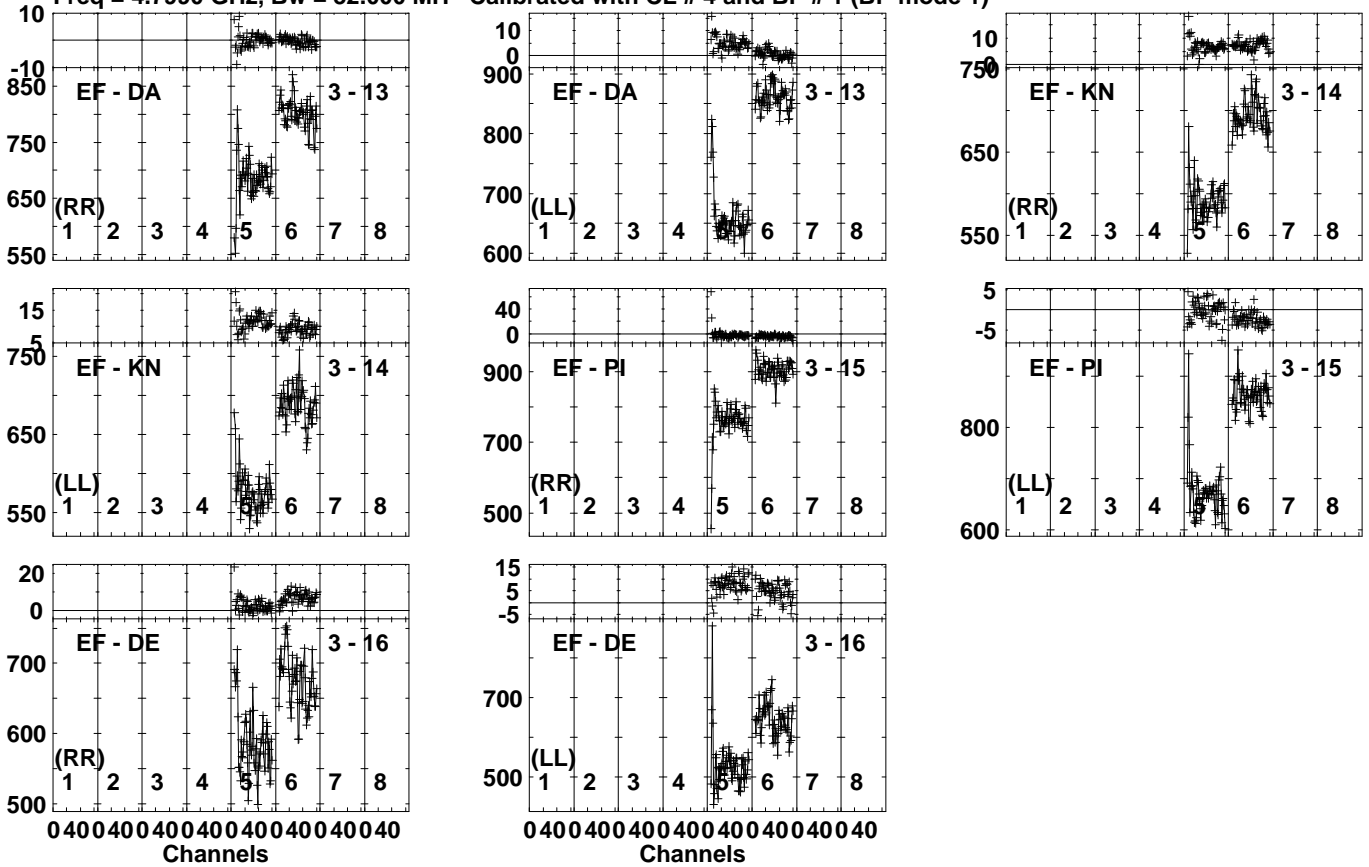 Freq = 4.7990 GHz, Bw = 32.000 MH Calibrated with CL # 4 and BP # 1 (BP mode 1)
10 10 10
0 0
-10 750
850 EF - DA 3 - 13 900 EF - DA 3 - 13 EF - KN 3 - 14
750 800
650 700 650
(RR) (LL) (RR)
1 2 3 4 5 6 7 8 1 2 3 4 5 6 7 8 1 2 3 4 5 6 7 8
550 600 550
15 40 5
5 0 -5
750 EF - KN 3 - 14 EF - PI 3 - 15 EF - PI 3 - 15
900
650 700 800
(LL) (RR) (LL)
1 2 3 4 5 6 7 8 1 2 3 4 5 6 7 8 1 2 3 4 5 6 7 8
550 500 600
20 15
0 5
-5
EF - DE 3 - 16 EF - DE 3 - 16
700 700
600
(RR) (LL)
1 2 3 4 5 6 7 8 1 2 3 4 5 6 7 8
500 500
0 40 0 40 0 40 0 40 0 40 0 40 0 40 0 40 0 40 0 40 0 40 0 40 0 40 0 40 0 40 0 40
Channels Channels